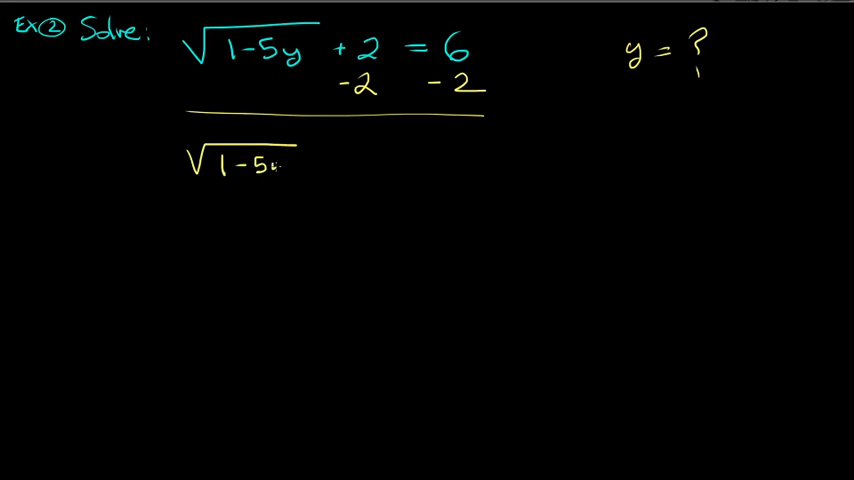 Ex② Solve: √(1-5y) + 2 = 6 y = ?
-2 -2
√(1-5